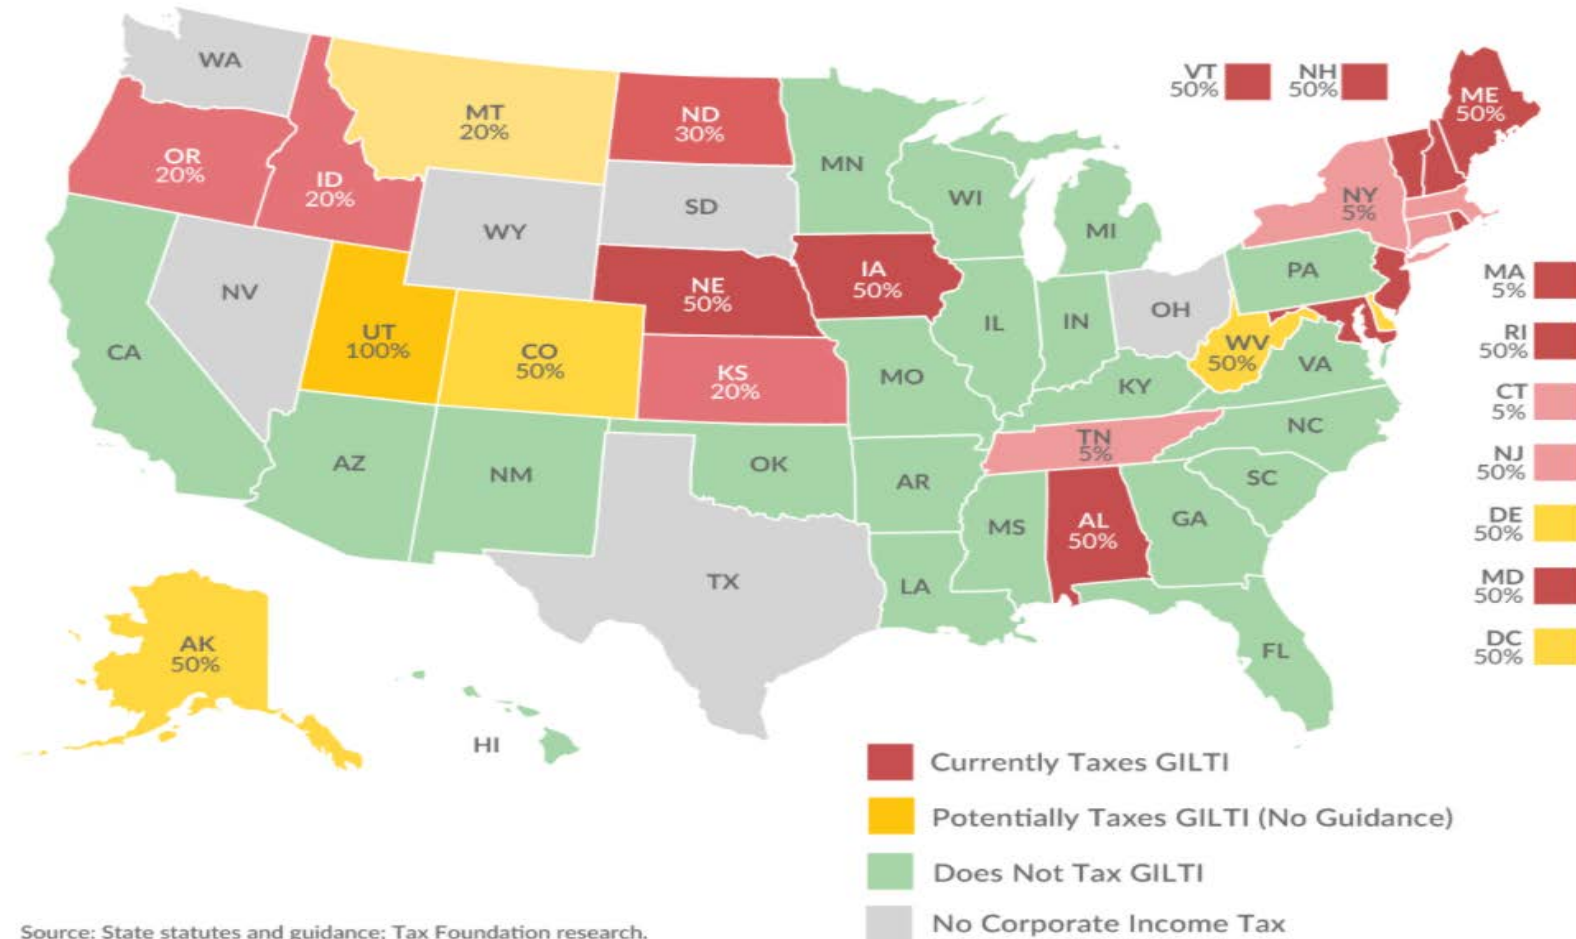 WA
VT
50%
NH
50%
ME
50%
MT
20%
ND
30%
OR
20%
ID
20%
MN
WI
MI
NY
5%
SD
WY
NV
NE
50%
IA
50%
PA
MA
5%
UT
100%
CO
50%
IL
IN
OH
WV
50%
VA
RI
50%
CA
KS
20%
MO
KY
CT
5%
AZ
NM
OK
AR
TN
5%
NC
SC
NJ
50%
MS
AL
50%
GA
DE
50%
TX
LA
MD
50%
AK
50%
FL
DC
50%
HI
Currently Taxes GILTI
Potentially Taxes GILTI (No Guidance)
Does Not Tax GILTI
No Corporate Income Tax
Source: State statutes and guidance; Tax Foundation research.